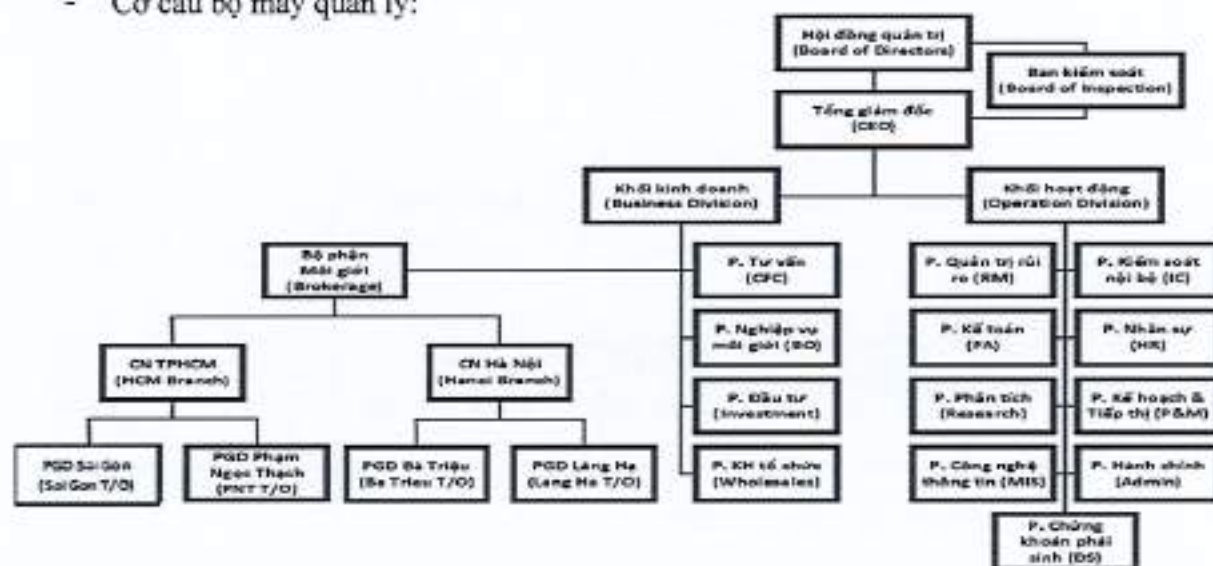 - Cơ cấu bộ máy quản lý:
Hội đồng quản trị
(Board of Directors)
Ban kiểm soát
(Board of Inspection)
Tổng giám đốc
(CEO)
Khối kinh doanh
(Business Division)
Khối hoạt động
(Operation Division)
Bộ phận
Môi giới
(Brokerage)
P. Tư vấn
(CFC)
P. Quản trị rủi
ro (RM)
P. Kiểm soát
nội bộ (IC)
P. Nghiệp vụ
môi giới (BO)
P. Kế toán
(FA)
P. Nhân sự
(HR)
CN TPHCM
(HCM Branch)
CN Hà Nội
(Hanoi Branch)
P. Đầu tư
(Investment)
P. Phân tích
(Research)
P. Kế hoạch &
Tiếp thị (P&M)
PGD Sài Gòn
(Sai Gon T/O)
PGD Phạm
Ngọc Thạch
(PNT T/O)
PGD Bà Triệu
(Ba Trieu T/O)
PGD Láng Hạ
(Lang Ha T/O)
P. KH tổ chức
(Wholesales)
P. Công nghệ
thông tin (MIS)
P. Hành chính
(Admin)
P. Chứng
khoán phái
sinh (DS)